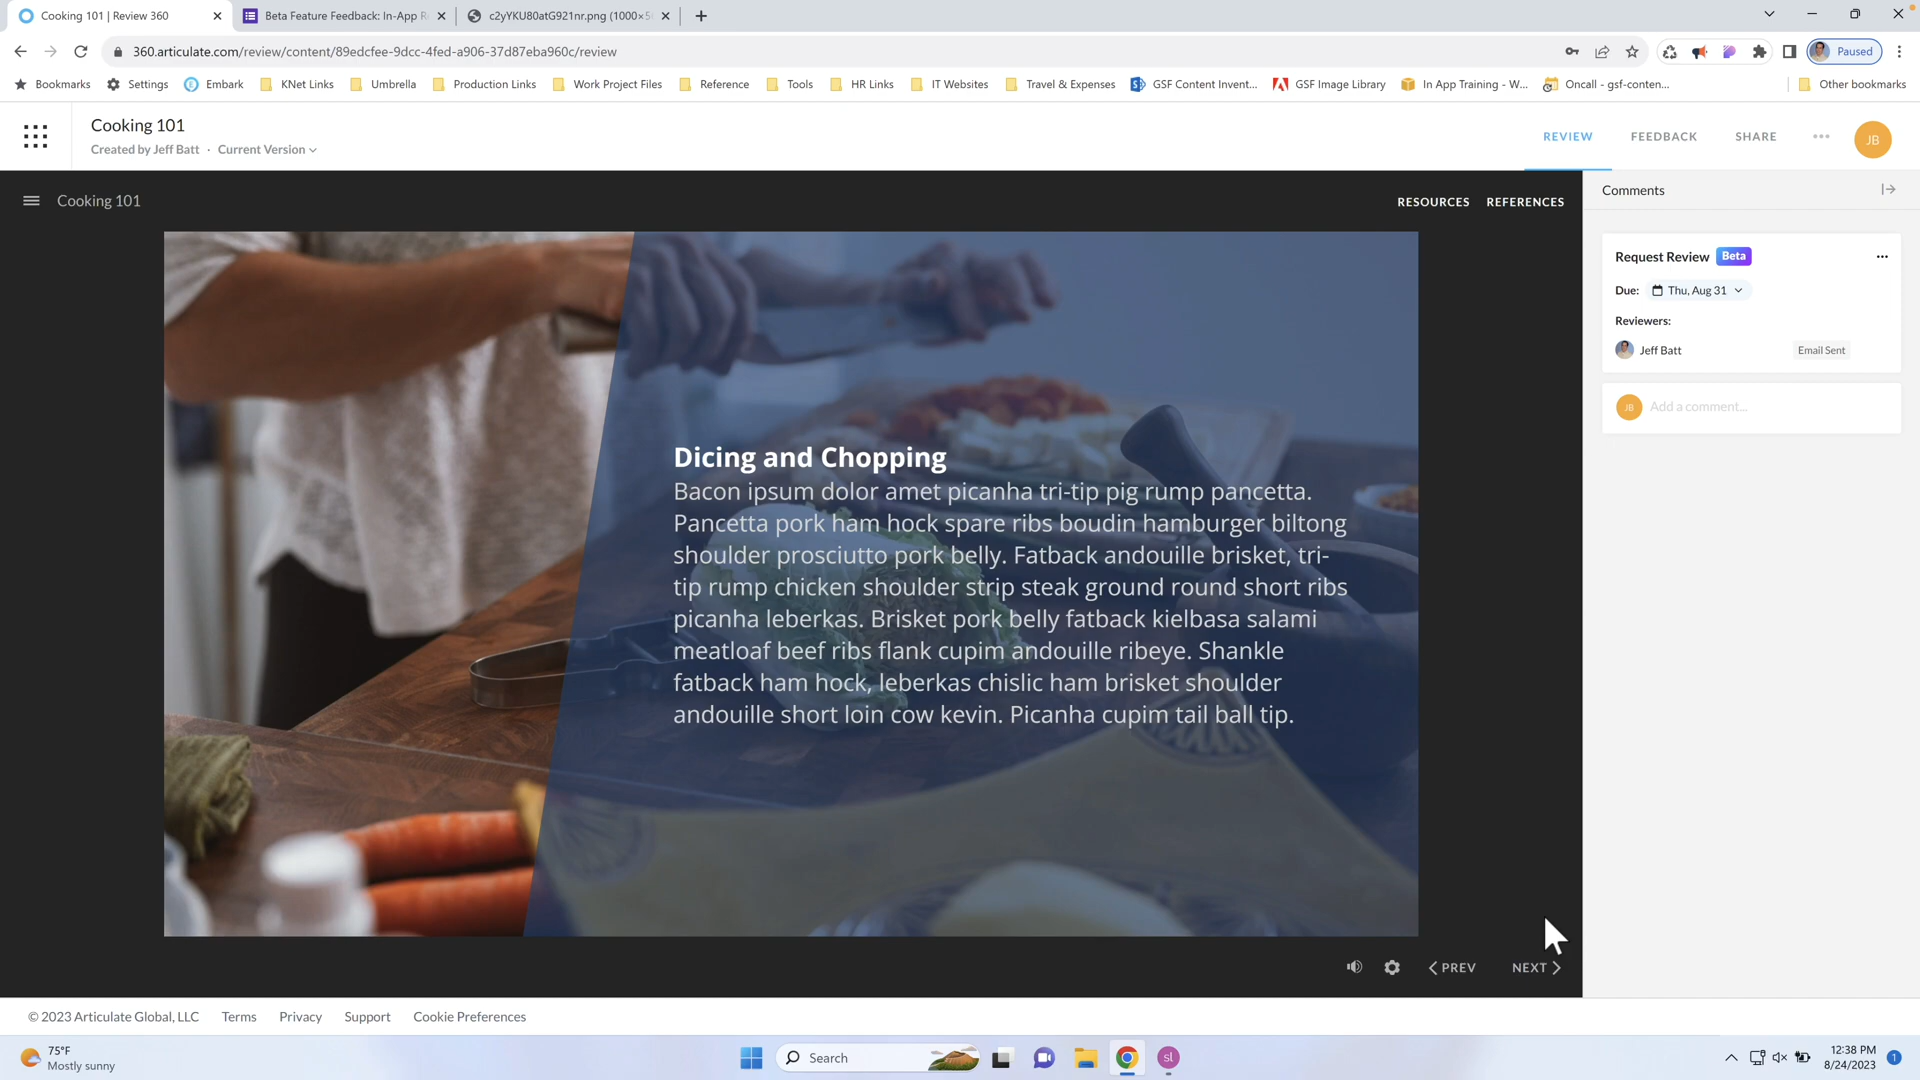 Cooking 101 | Review 360
Beta Feature Feedback: In-App R
c2yYKU80atG921nr.png (1000×5
360.articulate.com/review/content/89edcfee-9dcc-4fed-a906-37d87eba960c/review
Paused
Bookmarks
Settings
Embark
KNet Links
Umbrella
Production Links
Work Project Files
Reference
Tools
HR Links
IT Websites
Travel & Expenses
GSF Content Invent...
GSF Image Library
In App Training - W...
Oncall - gsf-conten...
Other bookmarks
Cooking 101
Created by Jeff Batt · Current Version
REVIEW
FEEDBACK
SHARE
JB
Cooking 101
RESOURCES
REFERENCES
Dicing and Chopping
Bacon ipsum dolor amet picanha tri-tip pig rump pancetta.
Pancetta pork ham hock spare ribs boudin hamburger biltong
shoulder prosciutto pork belly. Fatback andouille brisket, tri-
tip rump chicken shoulder strip steak ground round short ribs
picanha leberkas. Brisket pork belly fatback kielbasa salami
meatloaf beef ribs flank cupim andouille ribeye. Shankle
fatback ham hock, leberkas chislic ham brisket shoulder
andouille short loin cow kevin. Picanha cupim tail ball tip.
PREV
NEXT
Comments
Request Review Beta
Due: Thu, Aug 31
Reviewers:
Jeff Batt
Email Sent
JB
Add a comment...
© 2023 Articulate Global, LLC
Terms
Privacy
Support
Cookie Preferences
75°F
Mostly sunny
Search
sl
12:38 PM
8/24/2023
1